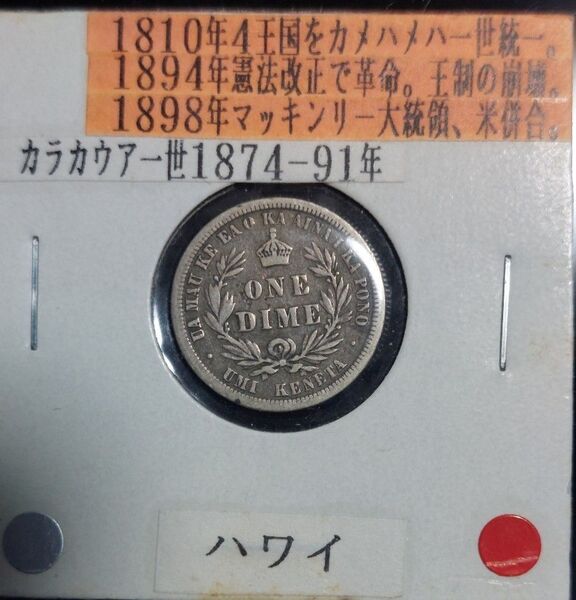 1810年4王国をカメハメハ一世統一。
1894年憲法改正で革命。王制の崩壊。
1898年マッキンリー大統領、米併合。
カラカウアー世1874-91年
UA MAU KE EA O KA AINA I KA PONO
ONE
DIME
UMI KENETA
ハワイ